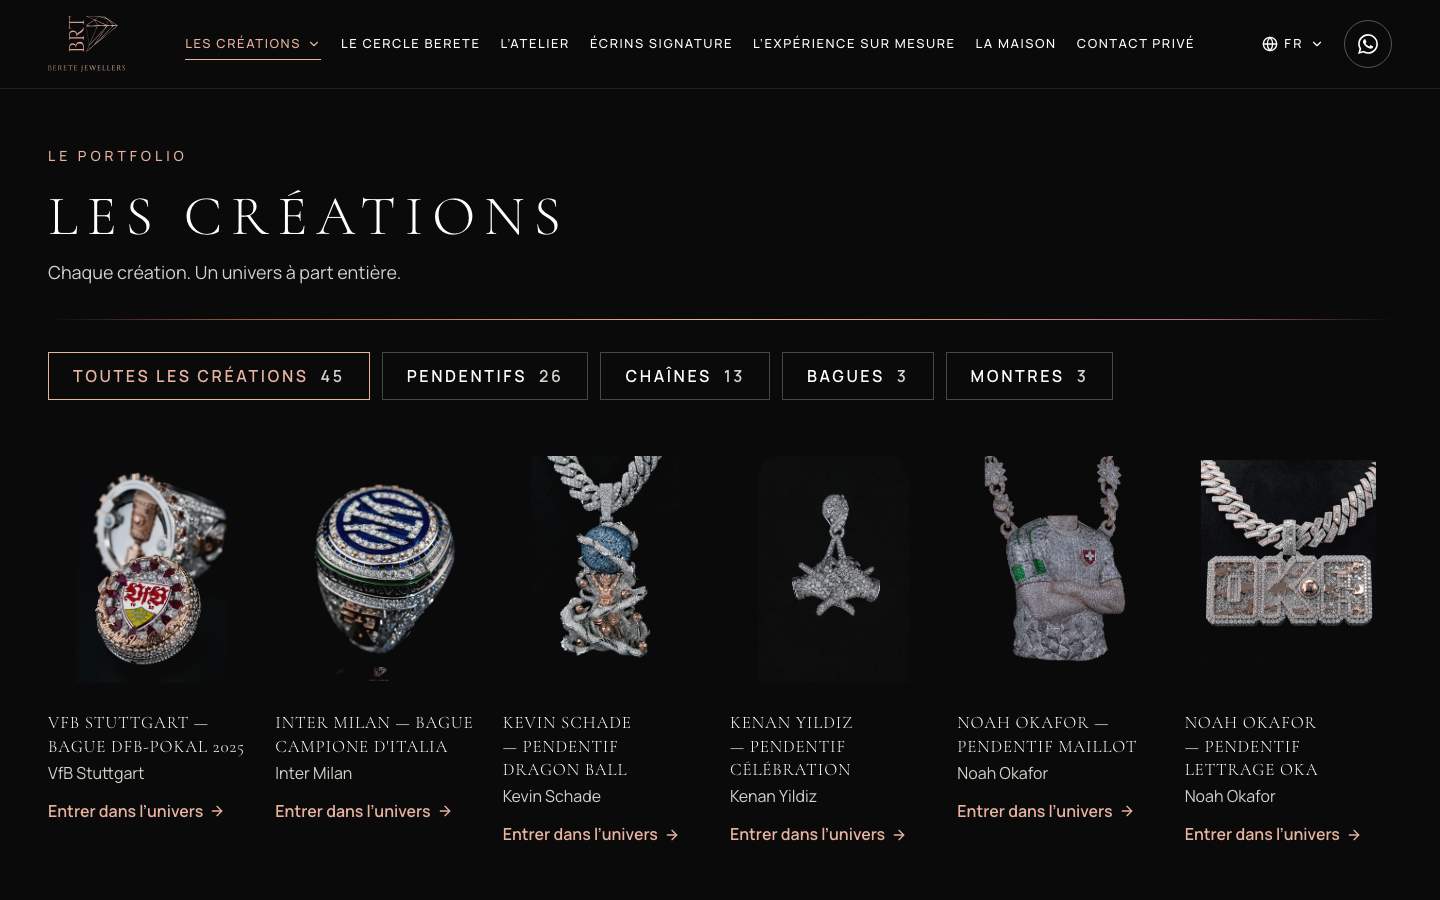 BRT
BERETE JEWELLERS
LES CRÉATIONS
LE CERCLE BERETE
L'ATELIER
ÉCRINS SIGNATURE
L'EXPÉRIENCE SUR MESURE
LA MAISON
CONTACT PRIVÉ
FR
LE PORTFOLIO
LES CRÉATIONS
Chaque création. Un univers à part entière.
TOUTES LES CRÉATIONS 45
PENDENTIFS 26
CHAÎNES 13
BAGUES 3
MONTRES 3
VfB
OKA
VFB STUTTGART —
BAGUE DFB-POKAL 2025
VfB Stuttgart
Entrer dans l'univers →
INTER MILAN — BAGUE
CAMPIONE D'ITALIA
Inter Milan
Entrer dans l'univers →
KEVIN SCHADE
— PENDENTIF
DRAGON BALL
Kevin Schade
Entrer dans l'univers →
KENAN YILDIZ
— PENDENTIF
CÉLÉBRATION
Kenan Yildiz
Entrer dans l'univers →
NOAH OKAFOR —
PENDENTIF MAILLOT
Noah Okafor
Entrer dans l'univers →
NOAH OKAFOR
— PENDENTIF
LETTRAGE OKA
Noah Okafor
Entrer dans l'univers →